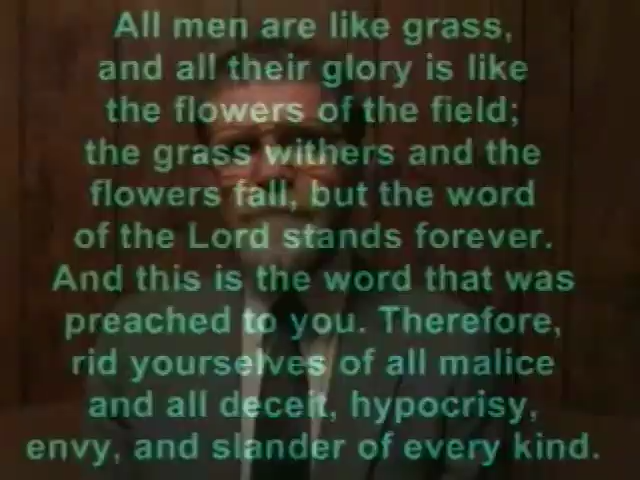 All men are like grass,
and all their glory is like
the flowers of the field;
the grass withers and the
flowers fall, but the word
of the Lord stands forever.
And this is the word that was
preached to you. Therefore,
rid yourselves of all malice
and all deceit, hypocrisy,
envy, and slander of every kind.